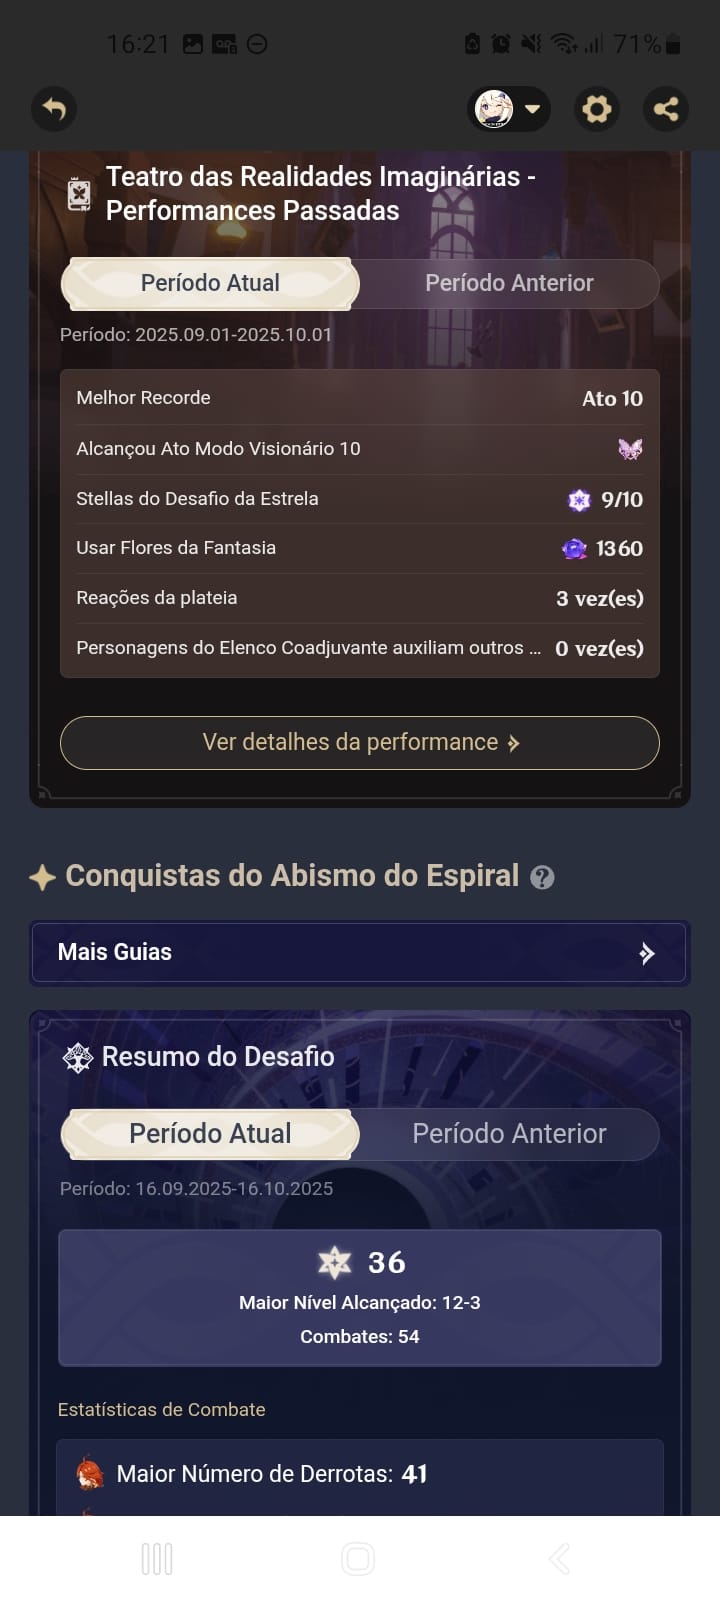 16:21
71%
Teatro das Realidades Imaginárias -
Performances Passadas
Período Atual
Período Anterior
Período: 2025.09.01-2025.10.01
Melhor Recorde Ato 10
Alcançou Ato Modo Visionário 10
Stellas do Desafio da Estrela 9/10
Usar Flores da Fantasia 1360
Reações da plateia 3 vez(es)
Personagens do Elenco Coadjuvante auxiliam outros ... 0 vez(es)
Ver detalhes da performance
Conquistas do Abismo do Espiral ?
Mais Guias
Resumo do Desafio
Período Atual
Período Anterior
Período: 16.09.2025-16.10.2025
36
Maior Nível Alcançado: 12-3
Combates: 54
Estatísticas de Combate
Maior Número de Derrotas: 41